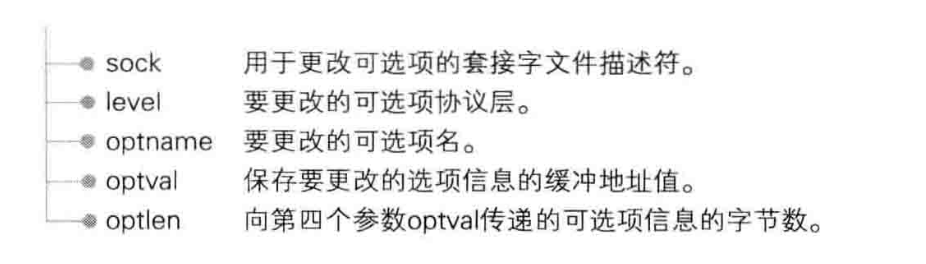 sock 用于更改可选项的套接字文件描述符。
level 要更改的可选项协议层。
optname 要更改的可选项名。
optval 保存要更改的选项信息的缓冲地址值。
optlen 向第四个参数optval传递的可选项信息的字节数。